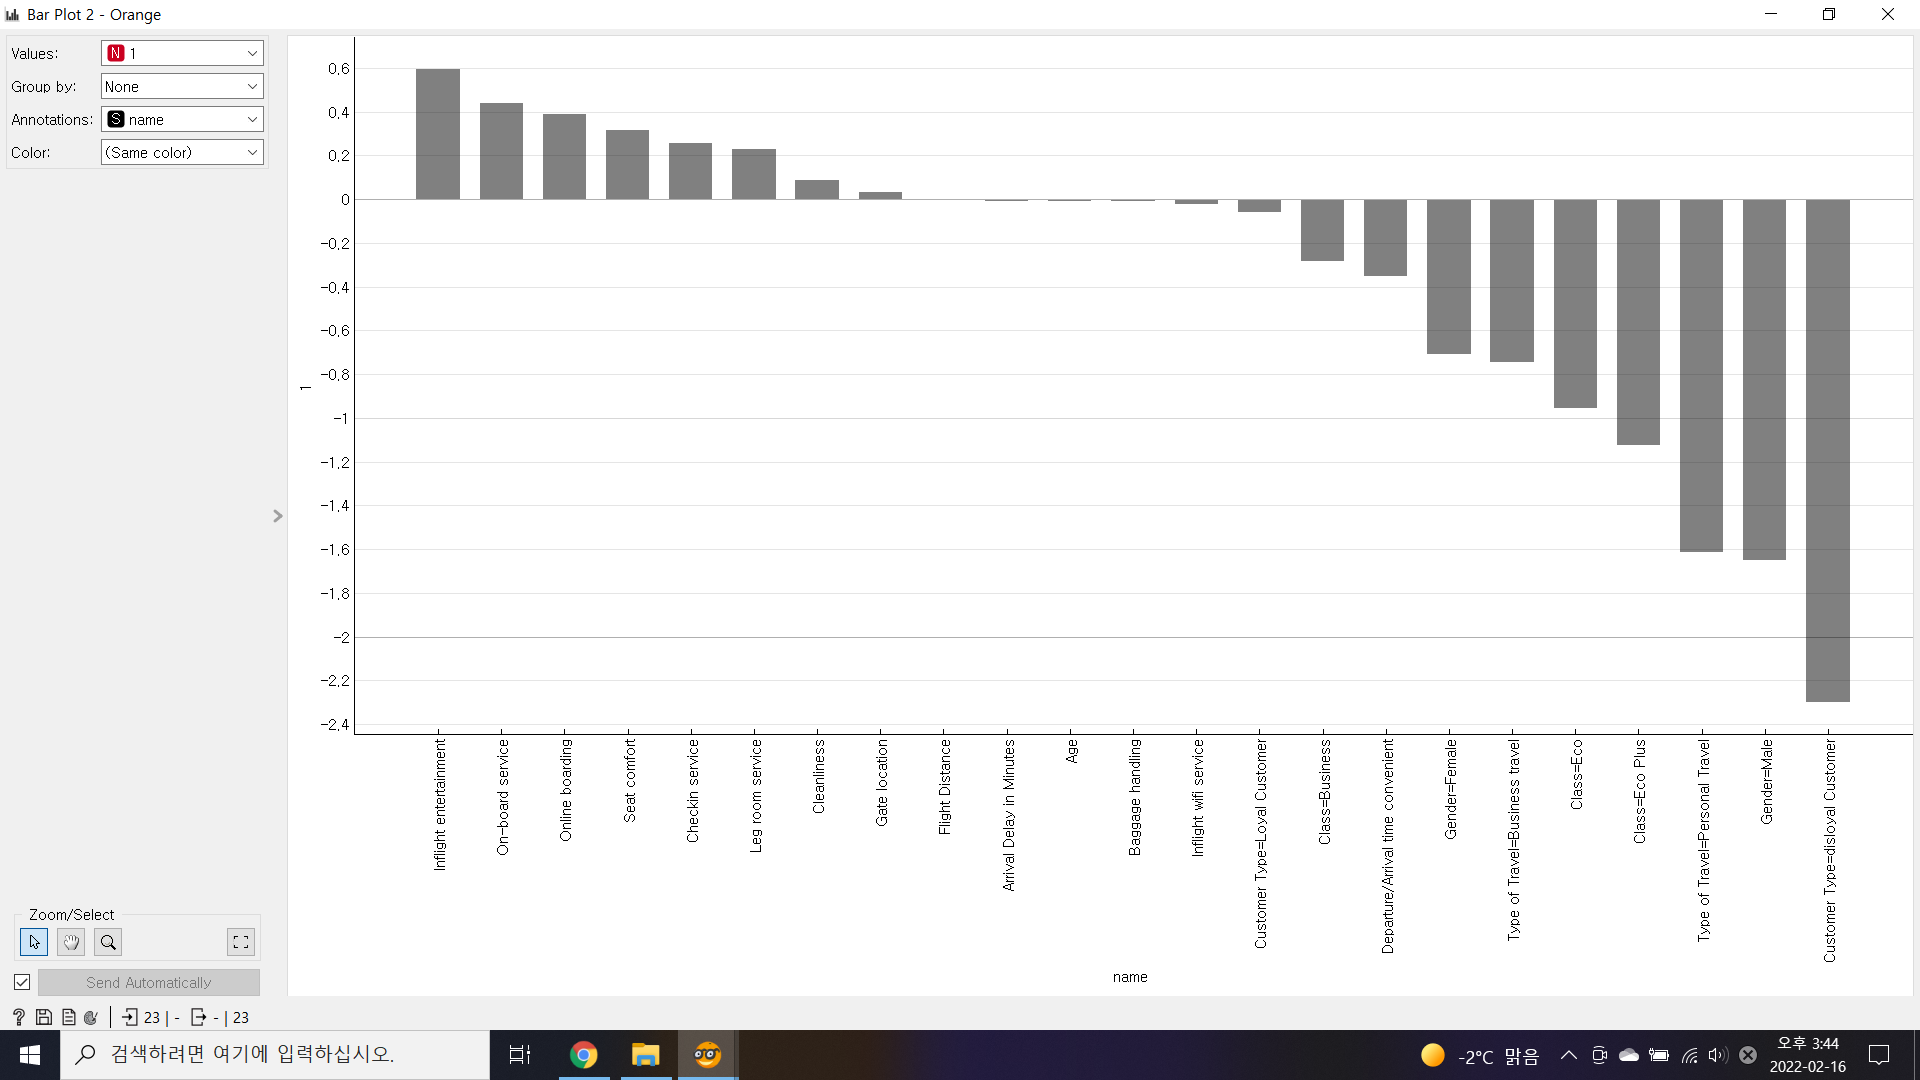 Bar Plot 2 - Orange
Values:
N 1
Group by:
None
Annotations:
S name
Color:
(Same color)
0.6
0.4
0.2
0
-0.2
-0.4
-0.6
-0.8
-1
-1.2
-1.4
-1.6
-1.8
-2
-2.2
-2.4
1
Inflight entertainment
On-board service
Online boarding
Seat comfort
Checkin service
Leg room service
Cleanliness
Gate location
Flight Distance
Arrival Delay in Minutes
Age
Baggage handling
Inflight wifi service
Customer Type=Loyal Customer
Class=Business
Departure/Arrival time convenient
Gender=Female
Type of Travel=Business travel
Class=Eco
Class=Eco Plus
Type of Travel=Personal Travel
Gender=Male
Customer Type=disloyal Customer
name
Zoom/Select
Send Automatically
? 23 | - - | 23
검색하려면 여기에 입력하십시오.
-2°C 맑음
오후 3:44
2022-02-16